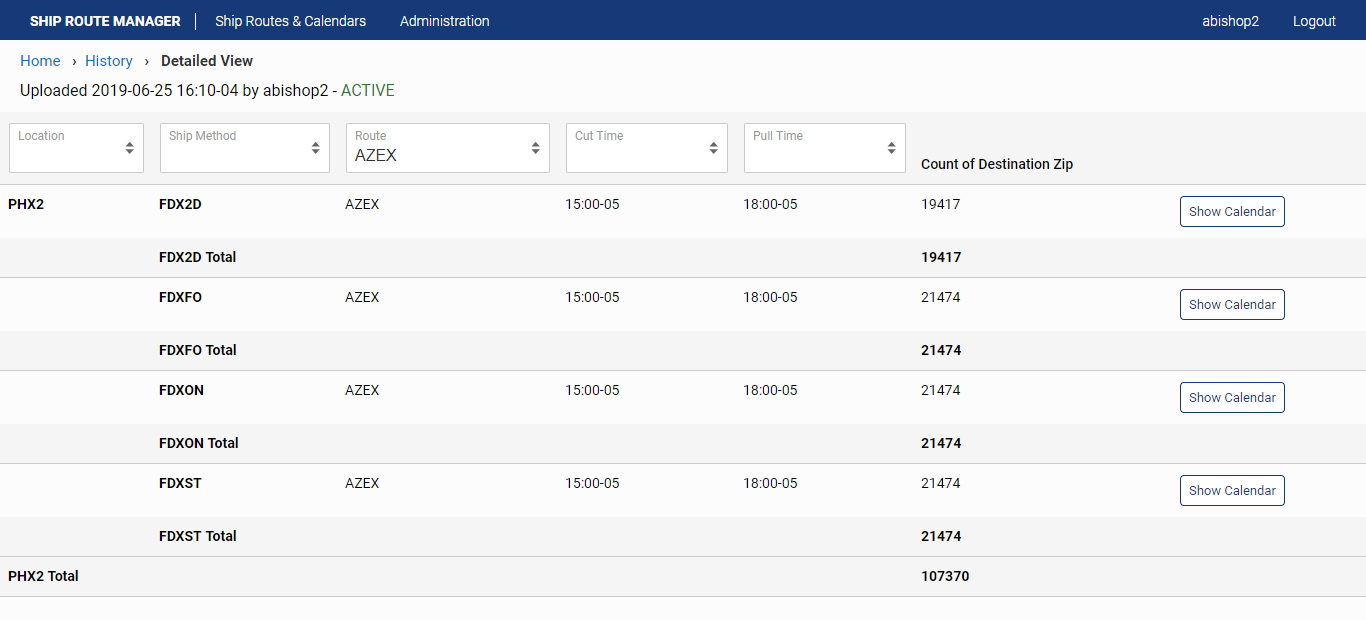 SHIP ROUTE MANAGER Ship Routes & Calendars Administration abishop2 Logout
Home › History › Detailed View
Uploaded 2019-06-25 16:10-04 by abishop2 - ACTIVE
Location Ship Method Route Cut Time Pull Time
AZEX
Count of Destination Zip
PHX2 FDX2D AZEX 15:00-05 18:00-05 19417 Show Calendar
FDX2D Total 19417
FDXFO AZEX 15:00-05 18:00-05 21474 Show Calendar
FDXFO Total 21474
FDXON AZEX 15:00-05 18:00-05 21474 Show Calendar
FDXON Total 21474
FDXST AZEX 15:00-05 18:00-05 21474 Show Calendar
FDXST Total 21474
PHX2 Total 107370